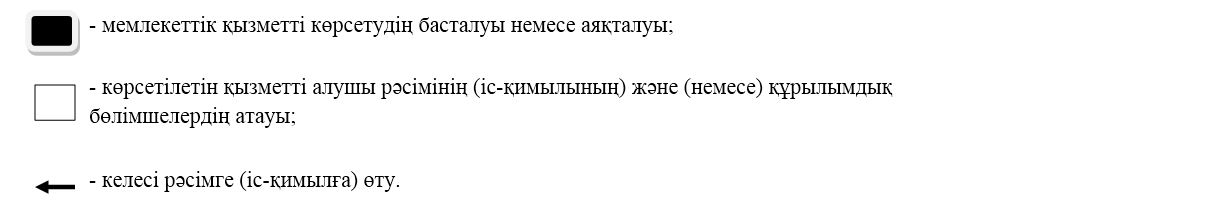 - мемлекеттік қызметті көрсетудің басталуы немесе аяқталуы;
- көрсетілетін қызметті алушы рәсімінің (іс-қимылының) және (немесе) құрылымдық
бөлімшелердің атауы;
- келесі рәсімге (іс-қимылға) өту.